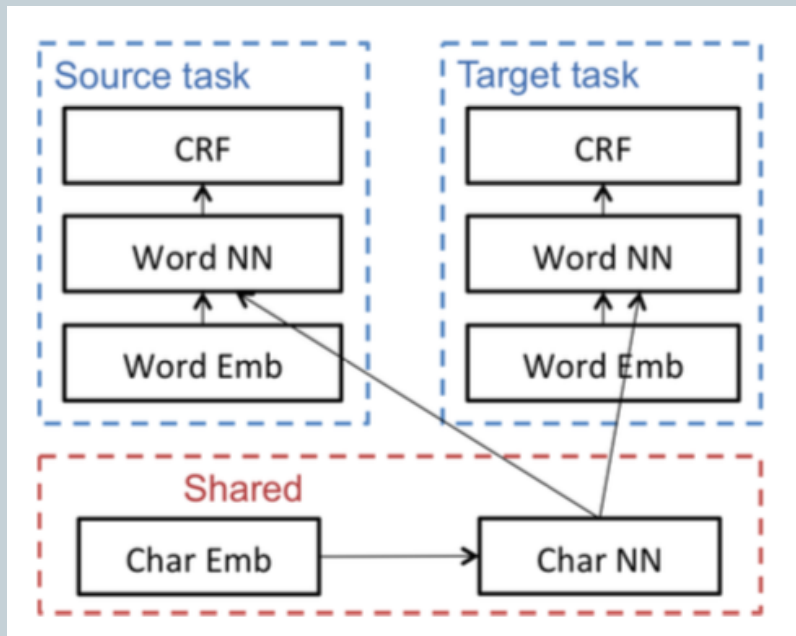 Source task
CRF
Word NN
Word Emb
Target task
CRF
Word NN
Word Emb
Shared
Char Emb
Char NN